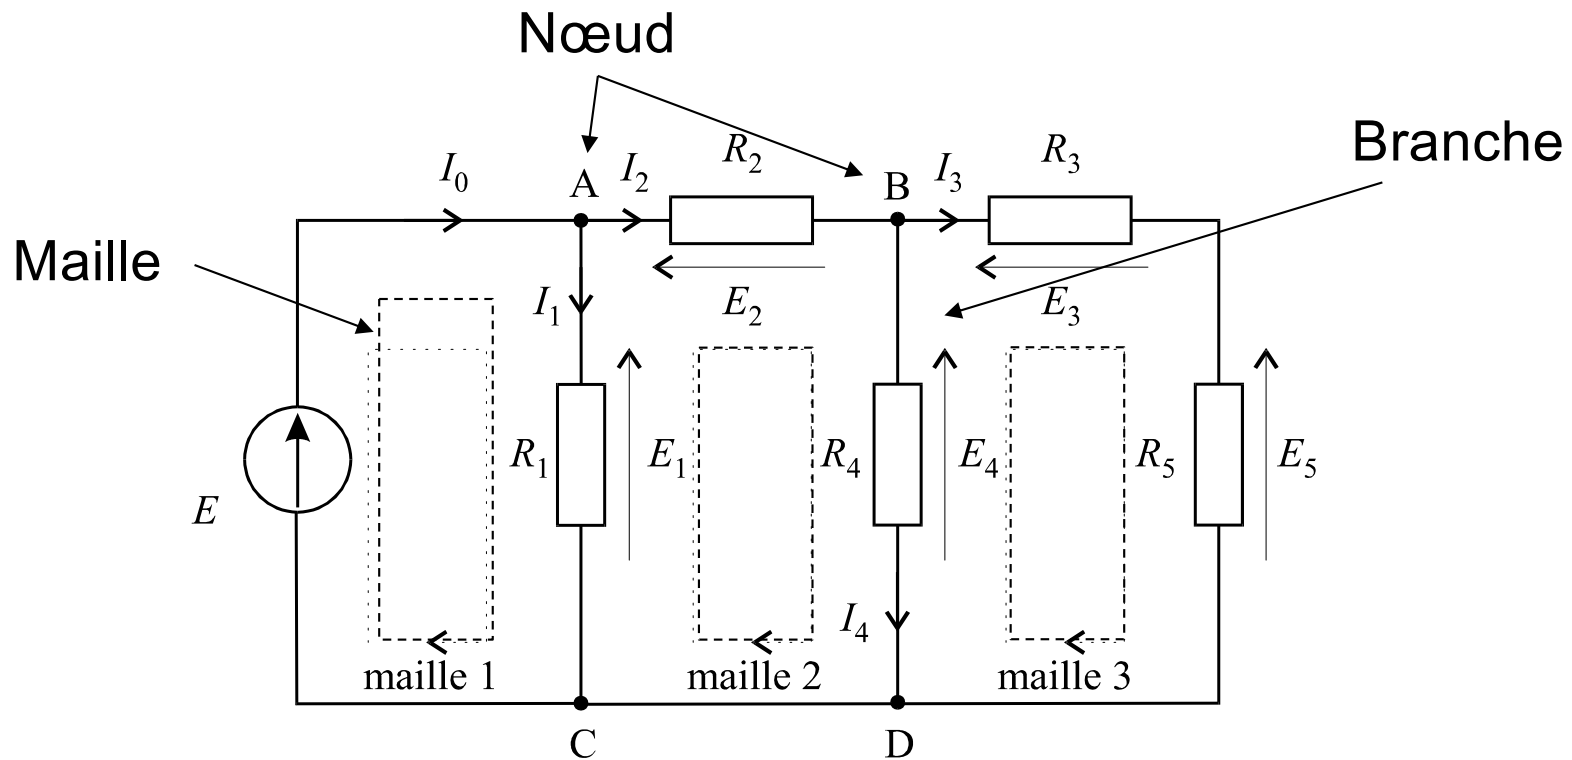 Nœud
Branche
Maille
I0
A
I2
R2
B
I3
R3
I1
E2
E3
E
R1
E1
R4
E4
R5
E5
I4
maille 1
maille 2
maille 3
C
D